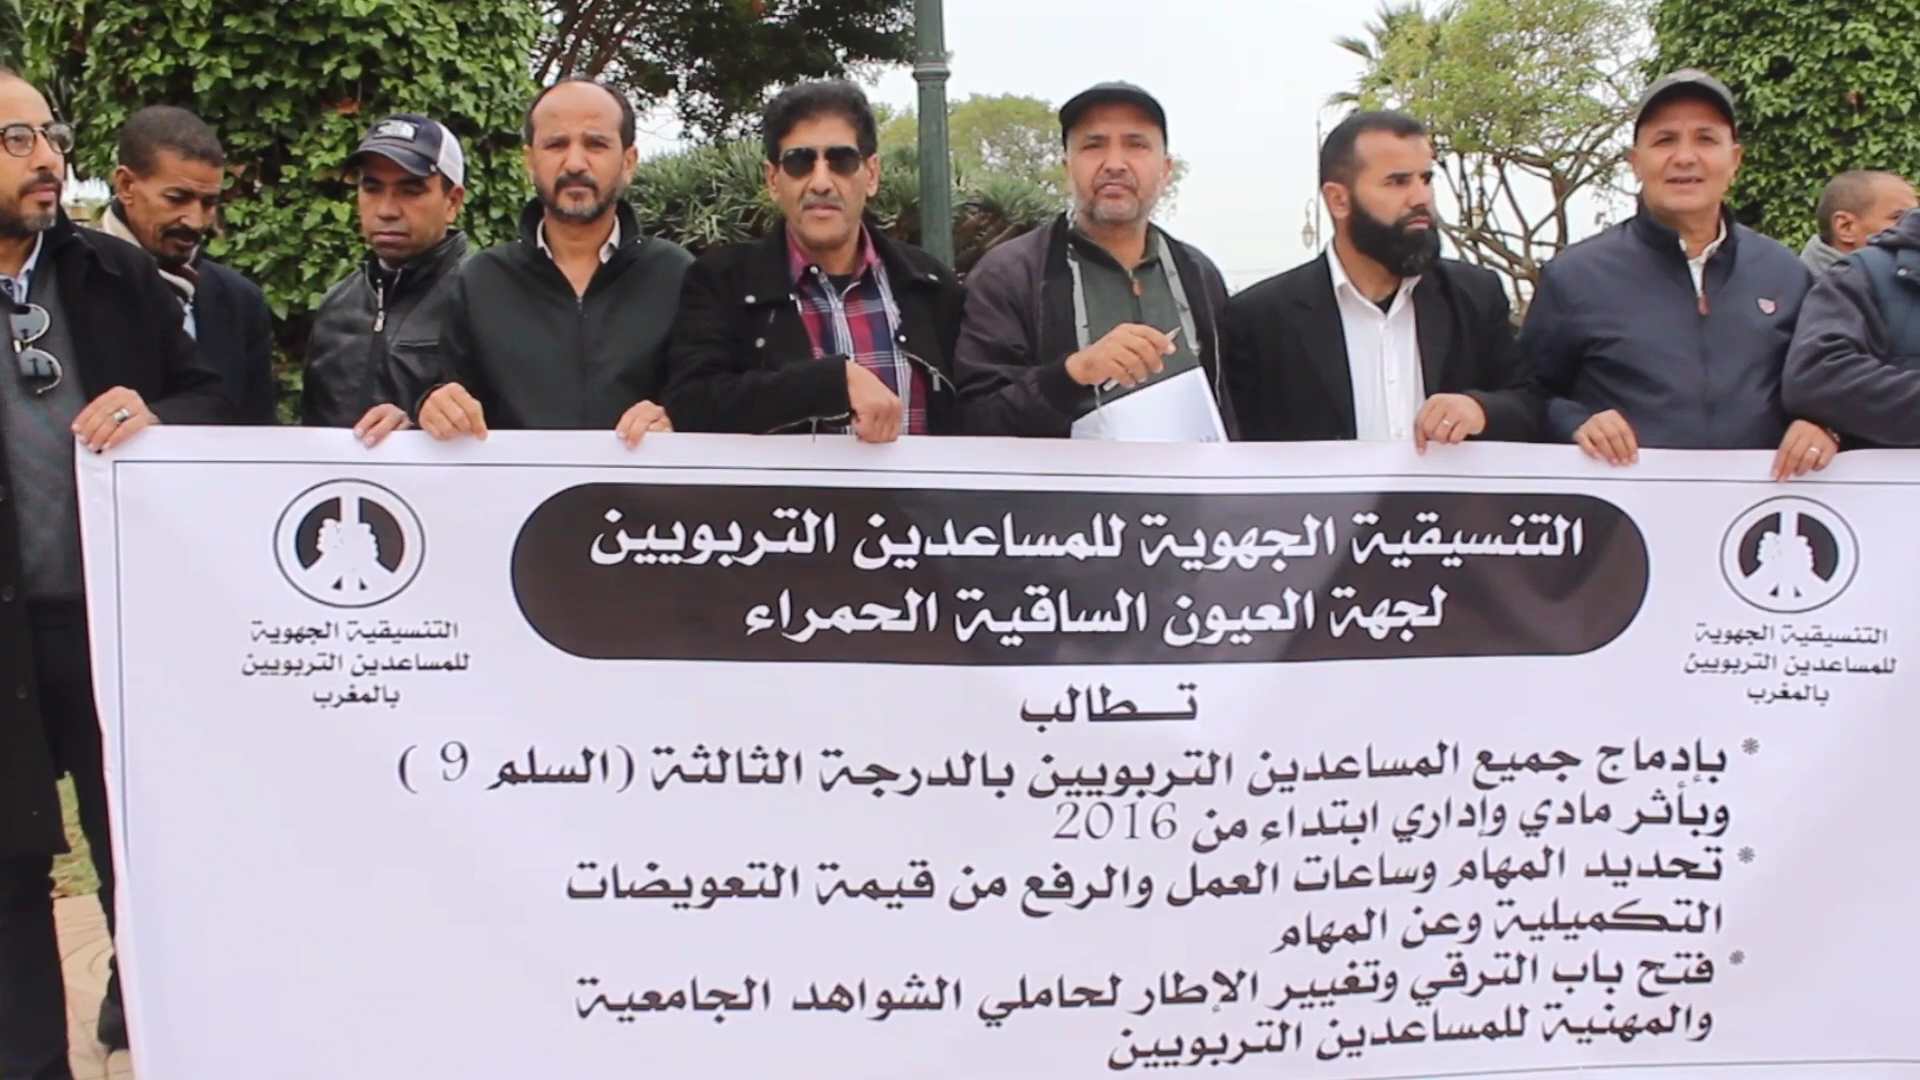 التنسيقية الجهوية للمساعدين التربويين
لجهة العيون الساقية الحمراء
التنسيقية الجهوية
للمساعدين التربويين
بالمغرب
التنسيقية الجهوية
للمساعدين التربويين
بالمغرب
تـــطالب
* بإدماج جميع المساعدين التربويين بالدرجة الثالثة (السلم 9 )
وبأثر مادي وإداري ابتداء من 2016
* تحديد المهام وساعات العمل والرفع من قيمة التعويضات
التكميلية وعن المهام
* فتح باب الترقي وتغيير الإطار لحاملي الشواهد الجامعية
والمهنية للمساعدين التربويين